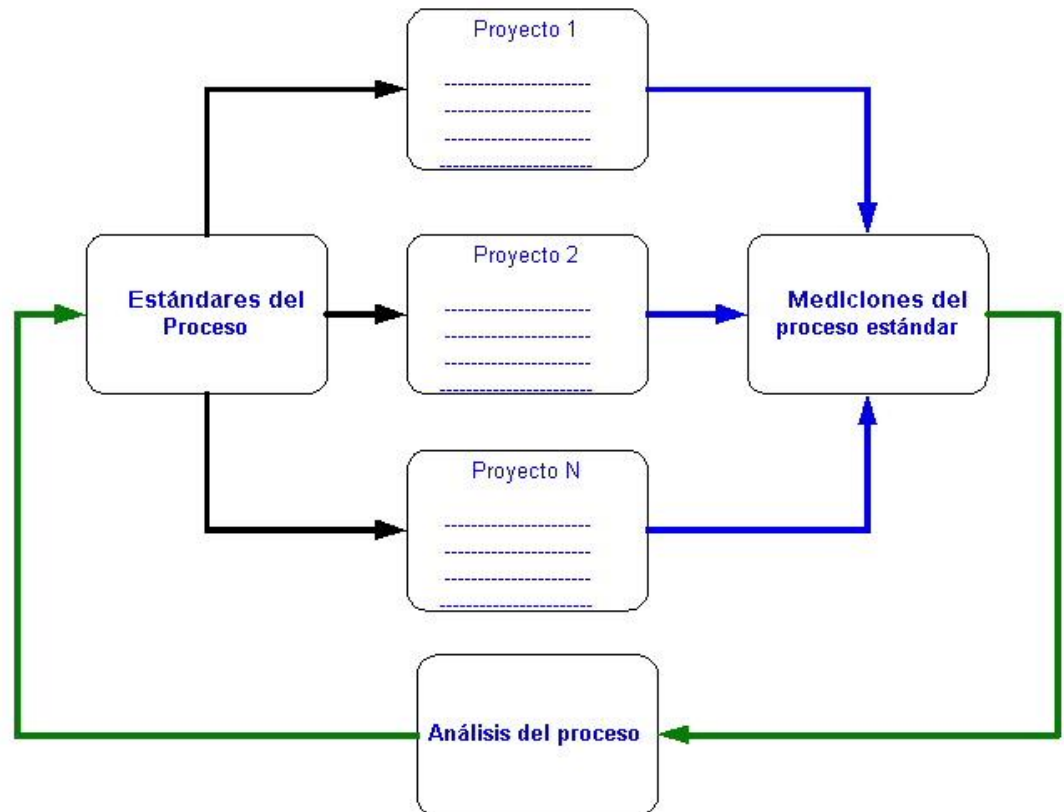 Proyecto 1
Estándares del
Proceso
Proyecto 2
Mediciones del
proceso estándar
Proyecto N
Análisis del proceso